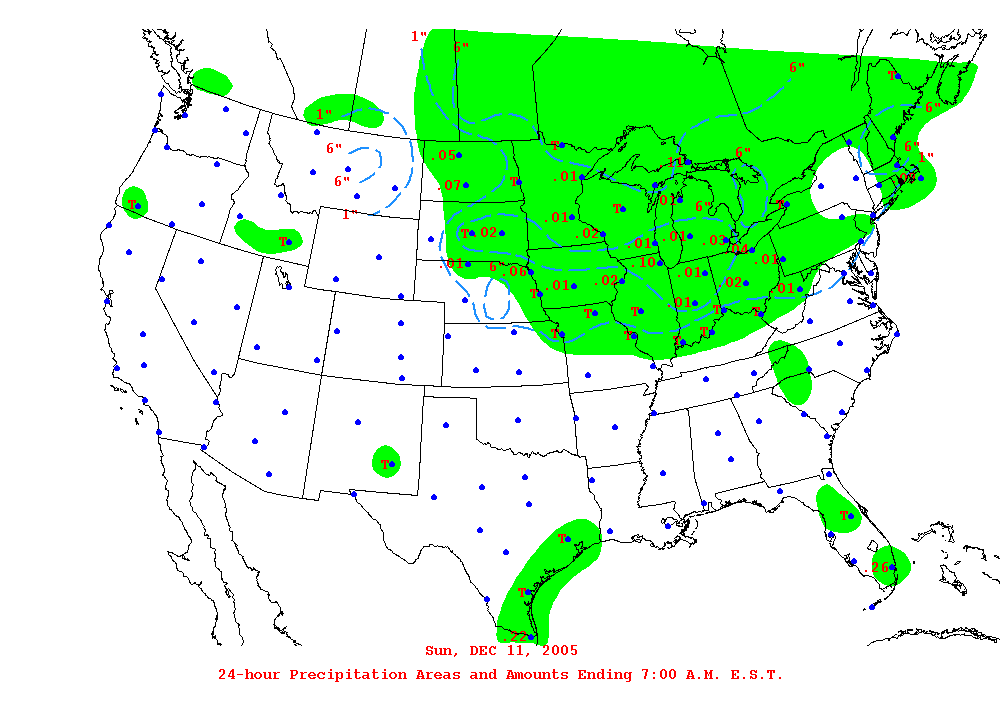 1"
6"
6"
T
6"
1"
T
6"
6"
1"
.05
.11
6"
6"
.07
T
.01
T
1"
.01
T
.01
6"
T
T
T
.02
.02
.01
.01
.03
.04
.01
6"
.06
.10
.01
.01
T
.01
.02
.02
.01
T
T
.01
T
T
T
T
T
T
T
T
T
T
.26
.22
Sun, DEC 11, 2005
24-hour Precipitation Areas and Amounts Ending 7:00 A.M. E.S.T.